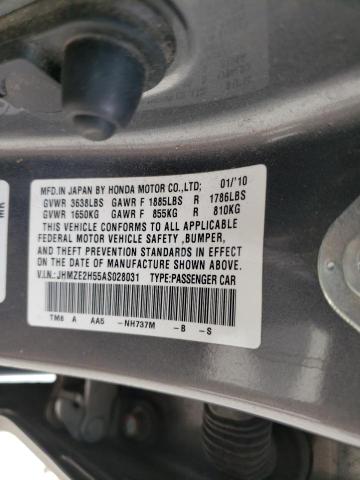 MFD.IN JAPAN BY HONDA MOTOR CO.,LTD; 01/'10
GVWR 3638LBS GAWR F 1885LBS R 1786LBS
GVWR 1650KG GAWR F 855KG R 810KG
THIS VEHICLE CONFORMS TO ALL APPLICABLE
FEDERAL MOTOR VEHICLE SAFETY ,BUMPER,
AND THEFT PREVENTION STANDARDS IN EFFECT
ON THE DATE OF MANUFACTURE SHOWN ABOVE.
V.I.N.:JHMZE2H55AS028031 TYPE:PASSENGER CAR
TM8 A AA5 -NH737M -B -S